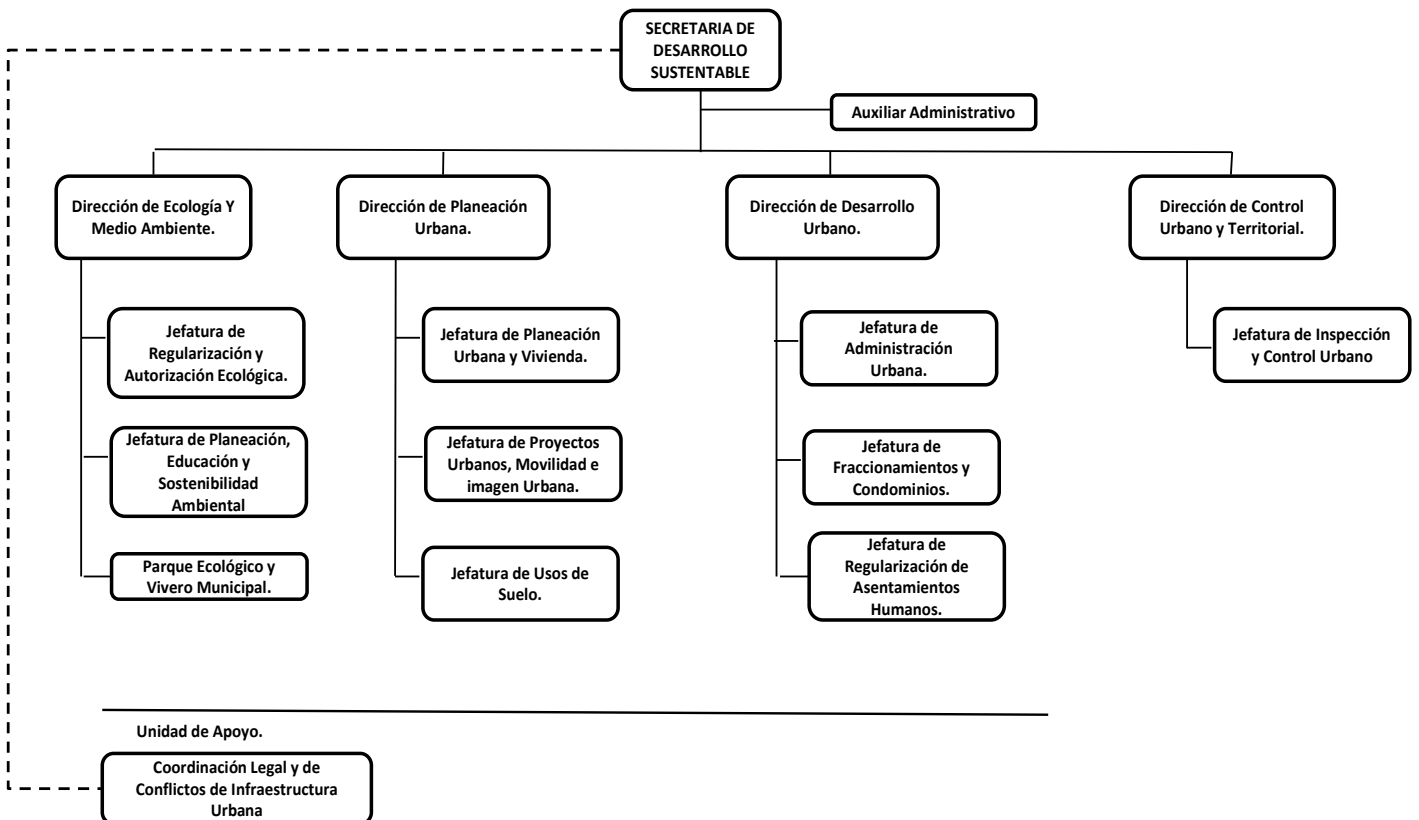 SECRETARIA DE
DESARROLLO
SUSTENTABLE
Auxiliar Administrativo
Dirección de Ecología Y
Medio Ambiente.
Dirección de Planeación
Urbana.
Dirección de Desarrollo
Urbano.
Dirección de Control
Urbano y Territorial.
Jefatura de
Regularización y
Autorización Ecológica.
Jefatura de Planeación,
Educación y
Sostenibilidad
Ambiental
Parque Ecológico y
Vivero Municipal.
Jefatura de Planeación
Urbana y Vivienda.
Jefatura de Proyectos
Urbanos, Movilidad e
imagen Urbana.
Jefatura de Usos de
Suelo.
Jefatura de
Administración
Urbana.
Jefatura de
Fraccionamientos y
Condominios.
Jefatura de
Regularización de
Asentamientos
Humanos.
Jefatura de Inspección
y Control Urbano
Unidad de Apoyo.
Coordinación Legal y de
Conflictos de Infraestructura
Urbana